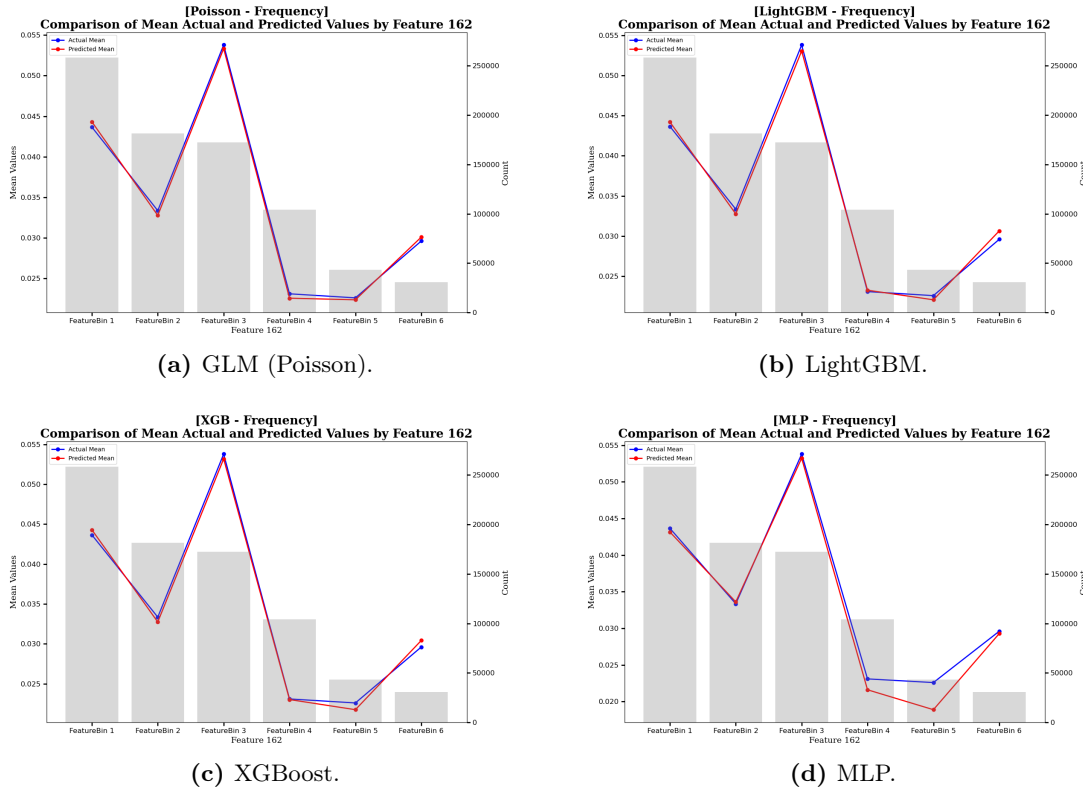 [Poisson - Frequency]
Comparison of Mean Actual and Predicted Values by Feature 162
Actual Mean
Predicted Mean
0.055
0.050
0.045
0.040
0.035
0.030
0.025
Mean Values
250000
200000
150000
100000
50000
0
Count
FeatureBin 1 FeatureBin 2 FeatureBin 3 FeatureBin 4 FeatureBin 5 FeatureBin 6
Feature 162
(a) GLM (Poisson).
[LightGBM - Frequency]
Comparison of Mean Actual and Predicted Values by Feature 162
Actual Mean
Predicted Mean
0.055
0.050
0.045
0.040
0.035
0.030
0.025
Mean Values
250000
200000
150000
100000
50000
0
Count
FeatureBin 1 FeatureBin 2 FeatureBin 3 FeatureBin 4 FeatureBin 5 FeatureBin 6
Feature 162
(b) LightGBM.
[XGB - Frequency]
Comparison of Mean Actual and Predicted Values by Feature 162
Actual Mean
Predicted Mean
0.055
0.050
0.045
0.040
0.035
0.030
0.025
Mean Values
250000
200000
150000
100000
50000
0
Count
FeatureBin 1 FeatureBin 2 FeatureBin 3 FeatureBin 4 FeatureBin 5 FeatureBin 6
Feature 162
(c) XGBoost.
[MLP - Frequency]
Comparison of Mean Actual and Predicted Values by Feature 162
Actual Mean
Predicted Mean
0.055
0.050
0.045
0.040
0.035
0.030
0.025
0.020
Mean Values
250000
200000
150000
100000
50000
0
Count
FeatureBin 1 FeatureBin 2 FeatureBin 3 FeatureBin 4 FeatureBin 5 FeatureBin 6
Feature 162
(d) MLP.